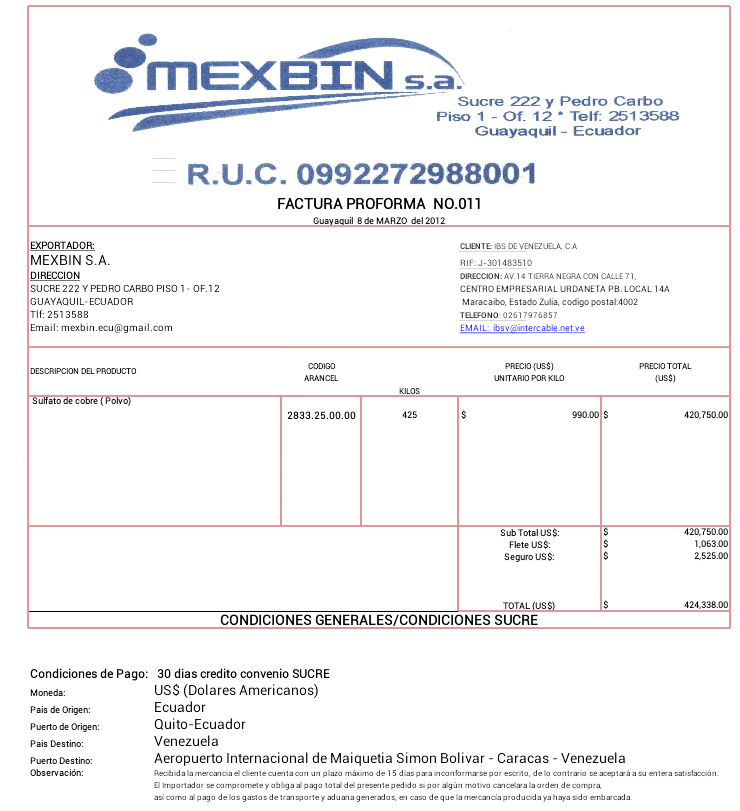 MEXBIN s.a.
Sucre 222 y Pedro Carbo
Piso 1 - Of. 12 * Telf: 2513588
Guayaquil - Ecuador
R.U.C. 0992272988001
FACTURA PROFORMA NO.011
Guayaquil 8 de MARZO del 2012
EXPORTADOR:
MEXBIN S.A.
DIRECCION
SUCRE 222 Y PEDRO CARBO PISO 1 - OF.12
GUAYAQUIL-ECUADOR
Tlf: 2513588
Email: mexbin.ecu@gmail.com
CLIENTE: IBS DE VENEZUELA, C.A
RIF: J-301483510
DIRECCION: AV.14 TIERRA NEGRA CON CALLE 71,
CENTRO EMPRESARIAL URDANETA PB. LOCAL 14A
Maracaibo, Estado Zulia, codigo postal:4002
TELEFONO: 02617976857
EMAIL: ibsv@intercable.net.ve
DESCRIPCION DEL PRODUCTO
CODIGO
ARANCEL
KILOS
PRECIO (US$)
UNITARIO POR KILO
PRECIO TOTAL
(US$)
Sulfato de cobre ( Polvo)
2833.25.00.00 425 $ 990.00 $ 420,750.00
Sub Total US$: $ 420,750.00
Flete US$: $ 1,063.00
Seguro US$: $ 2,525.00
TOTAL (US$) $ 424,338.00
CONDICIONES GENERALES/CONDICIONES SUCRE
Condiciones de Pago: 30 dias credito convenio SUCRE
Moneda: US$ (Dolares Americanos)
Pais de Origen: Ecuador
Puerto de Origen: Quito-Ecuador
Pais Destino: Venezuela
Puerto Destino: Aeropuerto Internacional de Maiquetia Simon Bolivar - Caracas - Venezuela
Observación: Recibida la mercancia el cliente cuenta con un plazo máximo de 15 días para inconformarse por escrito, de lo contrario se aceptará a su entera satisfacción.
El Importador se compromete y obliga al pago total del presente pedido si por algún motivo cancelara la orden de compra,
así como al pago de los gastos de transporte y aduana generados, en caso de que la mercancía producida ya haya sido embarcada.